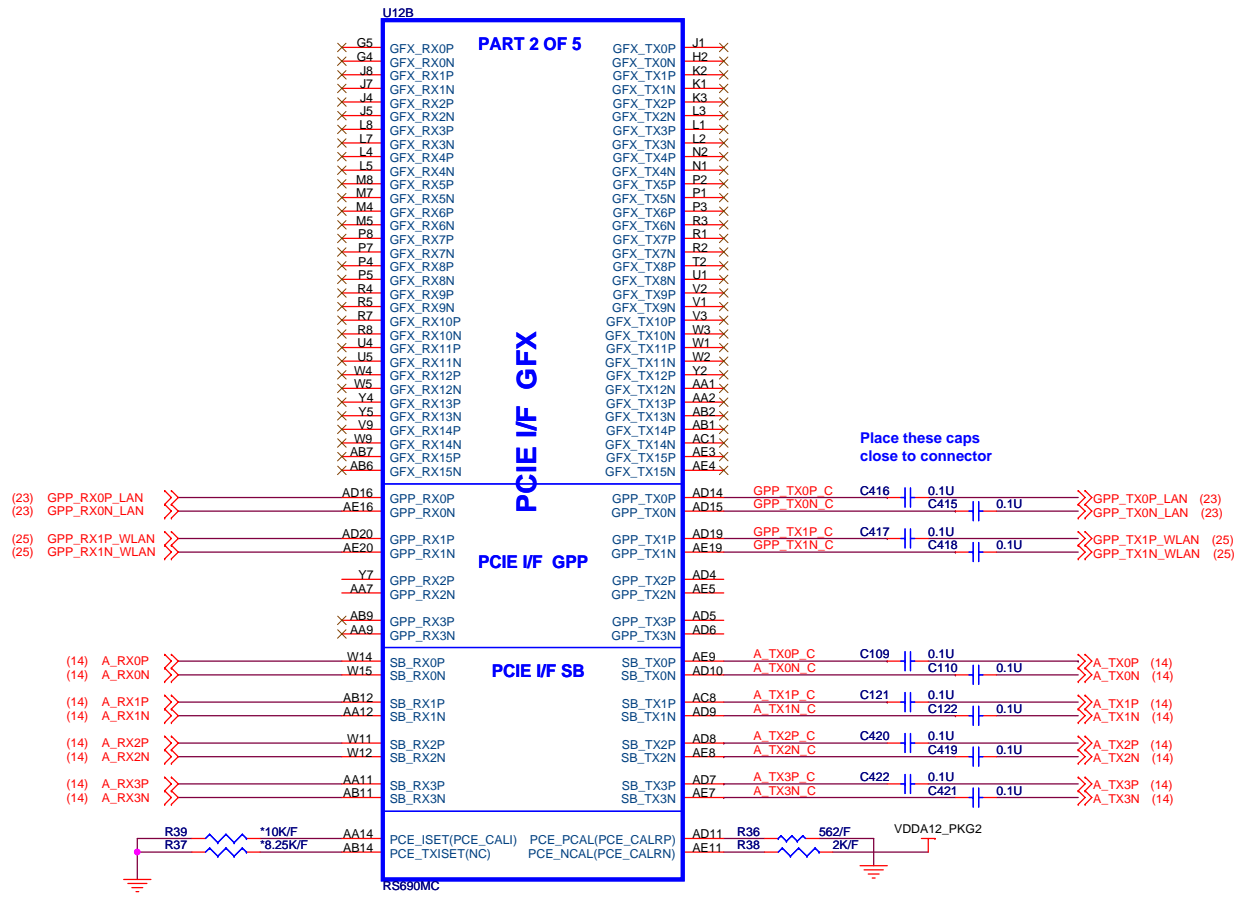 U12B
PART 2 OF 5
G5 GFX_RX0P GFX_TX0P J1
G4 GFX_RX0N GFX_TX0N H2
J8 GFX_RX1P GFX_TX1P K2
J7 GFX_RX1N GFX_TX1N K1
J4 GFX_RX2P GFX_TX2P K3
J5 GFX_RX2N GFX_TX2N L3
L8 GFX_RX3P GFX_TX3P L1
L7 GFX_RX3N GFX_TX3N L2
L4 GFX_RX4P GFX_TX4P N2
L5 GFX_RX4N GFX_TX4N N1
M8 GFX_RX5P GFX_TX5P P2
M7 GFX_RX5N GFX_TX5N P1
M4 GFX_RX6P GFX_TX6P P3
M5 GFX_RX6N GFX_TX6N R3
P8 GFX_RX7P GFX_TX7P R1
P7 GFX_RX7N GFX_TX7N R2
P4 GFX_RX8P GFX_TX8P T2
P5 GFX_RX8N GFX_TX8N U1
R4 GFX_RX9P GFX_TX9P V2
R5 GFX_RX9N GFX_TX9N V1
R7 GFX_RX10P GFX_TX10P V3
R8 GFX_RX10N GFX_TX10N W3
U4 GFX_RX11P GFX_TX11P W1
U5 GFX_RX11N GFX_TX11N W2
W4 GFX_RX12P GFX_TX12P Y2
W5 GFX_RX12N GFX_TX12N AA1
Y4 GFX_RX13P GFX_TX13P AA2
Y5 GFX_RX13N GFX_TX13N AB2
V9 GFX_RX14P GFX_TX14P AB1
W9 GFX_RX14N GFX_TX14N AC1
AB7 GFX_RX15P GFX_TX15P AE3
AB6 GFX_RX15N GFX_TX15N AE4
PCIE I/F GFX
Place these caps
close to connector
(23) GPP_RX0P_LAN AD16 GPP_RX0P GPP_TX0P AD14 GPP_TX0P_C C416 0.1U GPP_TX0P_LAN (23)
(23) GPP_RX0N_LAN AE16 GPP_RX0N GPP_TX0N AD15 GPP_TX0N_C C415 0.1U GPP_TX0N_LAN (23)
(25) GPP_RX1P_WLAN AD20 GPP_RX1P GPP_TX1P AD19 GPP_TX1P_C C417 0.1U GPP_TX1P_WLAN (25)
(25) GPP_RX1N_WLAN AE20 GPP_RX1N GPP_TX1N AE19 GPP_TX1N_C C418 0.1U GPP_TX1N_WLAN (25)
PCIE I/F GPP
Y7 GPP_RX2P GPP_TX2P AD4
AA7 GPP_RX2N GPP_TX2N AE5
AB9 GPP_RX3P GPP_TX3P AD5
AA9 GPP_RX3N GPP_TX3N AD6
PCIE I/F SB
(14) A_RX0P W14 SB_RX0P SB_TX0P AE9 A_TX0P_C C109 0.1U A_TX0P (14)
(14) A_RX0N W15 SB_RX0N SB_TX0N AD10 A_TX0N_C C110 0.1U A_TX0N (14)
(14) A_RX1P AB12 SB_RX1P SB_TX1P AC8 A_TX1P_C C121 0.1U A_TX1P (14)
(14) A_RX1N AA12 SB_RX1N SB_TX1N AD9 A_TX1N_C C122 0.1U A_TX1N (14)
(14) A_RX2P W11 SB_RX2P SB_TX2P AD8 A_TX2P_C C420 0.1U A_TX2P (14)
(14) A_RX2N W12 SB_RX2N SB_TX2N AE8 A_TX2N_C C419 0.1U A_TX2N (14)
(14) A_RX3P AA11 SB_RX3P SB_TX3P AD7 A_TX3P_C C422 0.1U A_TX3P (14)
(14) A_RX3N AB11 SB_RX3N SB_TX3N AE7 A_TX3N_C C421 0.1U A_TX3N (14)
VDDA12_PKG2
R39 *10K/F AA14 PCE_ISET(PCE_CALI) PCE_PCAL(PCE_CALRP) AD11 R36 562/F
R37 *8.25K/F AB14 PCE_TXISET(NC) PCE_NCAL(PCE_CALRN) AE11 R38 2K/F
RS690MC